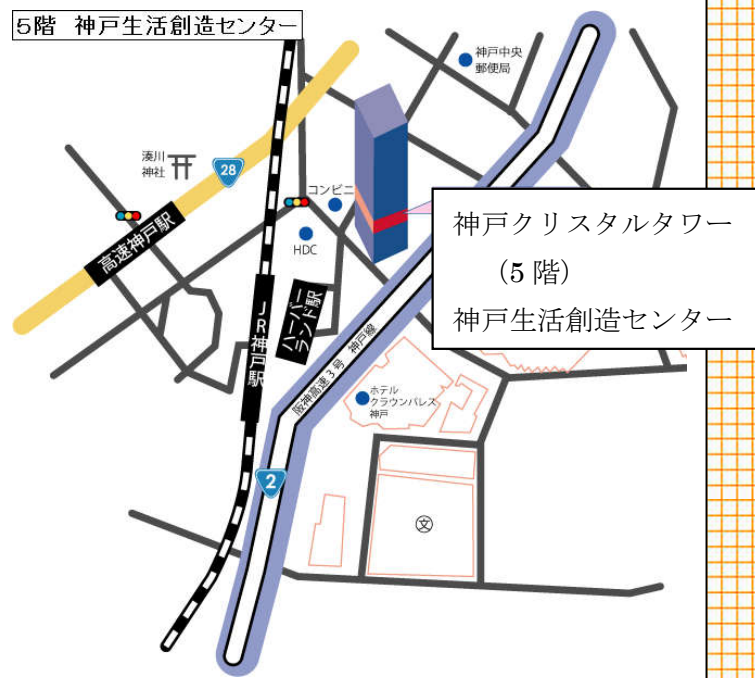 5階 神戸生活創造センター
神戸中央
郵便局
湊川
神社
28
コンビニ
HDC
高速神戸駅
JR神戸駅
ハーバー
ランド駅
神戸クリスタルタワー
（5 階）
神戸生活創造センター
阪神高速3号 神戸線
ホテル
クラウンパレス
神戸
2
文